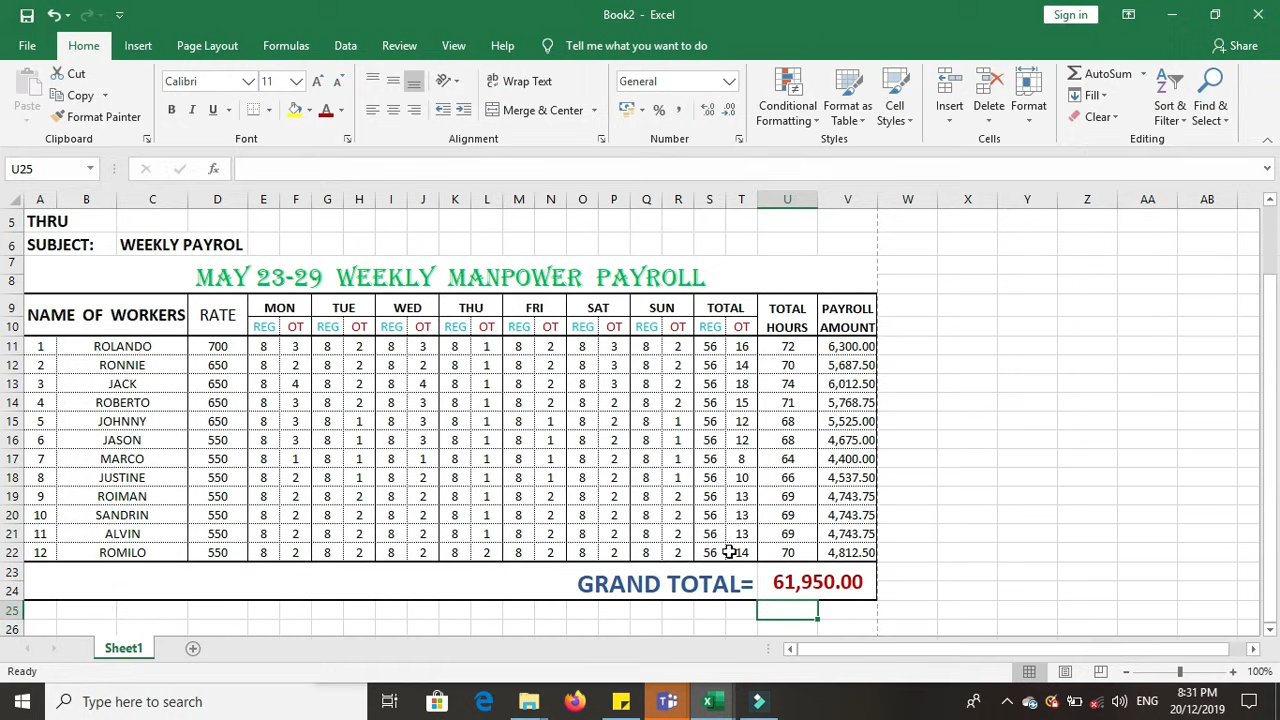 Book2 - Excel
Sign in
File Home Insert Page Layout Formulas Data Review View Help Tell me what you want to do Share
Paste Cut Copy Format Painter
Calibri 11
B I U
Wrap Text
Merge & Center
General
Conditional Formatting Format as Table Cell Styles
Insert Delete Format
AutoSum Fill Clear
Sort & Filter Find & Select
Clipboard Font Alignment Number Styles Cells Editing
U25 fx
A B C D E F G H I J K L M N O P Q R S T U V W X Y Z AA AB
5 THRU
6 SUBJECT: WEEKLY PAYROL
7
8 MAY 23-29 WEEKLY MANPOWER PAYROLL
9 NAME OF WORKERS RATE MON TUE WED THU FRI SAT SUN TOTAL TOTAL HOURS PAYROLL AMOUNT
10 REG OT REG OT REG OT REG OT REG OT REG OT REG OT REG OT
11 1 ROLANDO 700 8 3 8 2 8 3 8 1 8 2 8 3 8 2 56 16 72 6,300.00
12 2 RONNIE 650 8 2 8 2 8 2 8 1 8 2 8 3 8 2 56 14 70 5,687.50
13 3 JACK 650 8 4 8 2 8 4 8 1 8 2 8 3 8 2 56 18 74 6,012.50
14 4 ROBERTO 650 8 3 8 2 8 3 8 1 8 2 8 2 8 2 56 15 71 5,768.75
15 5 JOHNNY 650 8 3 8 1 8 3 8 1 8 1 8 2 8 1 56 12 68 5,525.00
16 6 JASON 550 8 3 8 1 8 3 8 1 8 1 8 2 8 1 56 12 68 4,675.00
17 7 MARCO 550 8 1 8 1 8 1 8 1 8 1 8 2 8 1 56 8 64 4,400.00
18 8 JUSTINE 550 8 2 8 1 8 2 8 1 8 1 8 2 8 1 56 10 66 4,537.50
19 9 ROIMAN 550 8 2 8 2 8 2 8 1 8 2 8 2 8 2 56 13 69 4,743.75
20 10 SANDRIN 550 8 2 8 2 8 2 8 1 8 2 8 2 8 2 56 13 69 4,743.75
21 11 ALVIN 550 8 2 8 2 8 2 8 1 8 2 8 2 8 2 56 13 69 4,743.75
22 12 ROMILO 550 8 2 8 2 8 2 8 2 8 2 8 2 8 2 56 14 70 4,812.50
23
24 GRAND TOTAL= 61,950.00
25
26
Sheet1
Ready 100%
Type here to search ENG 8:31 PM
20/12/2019